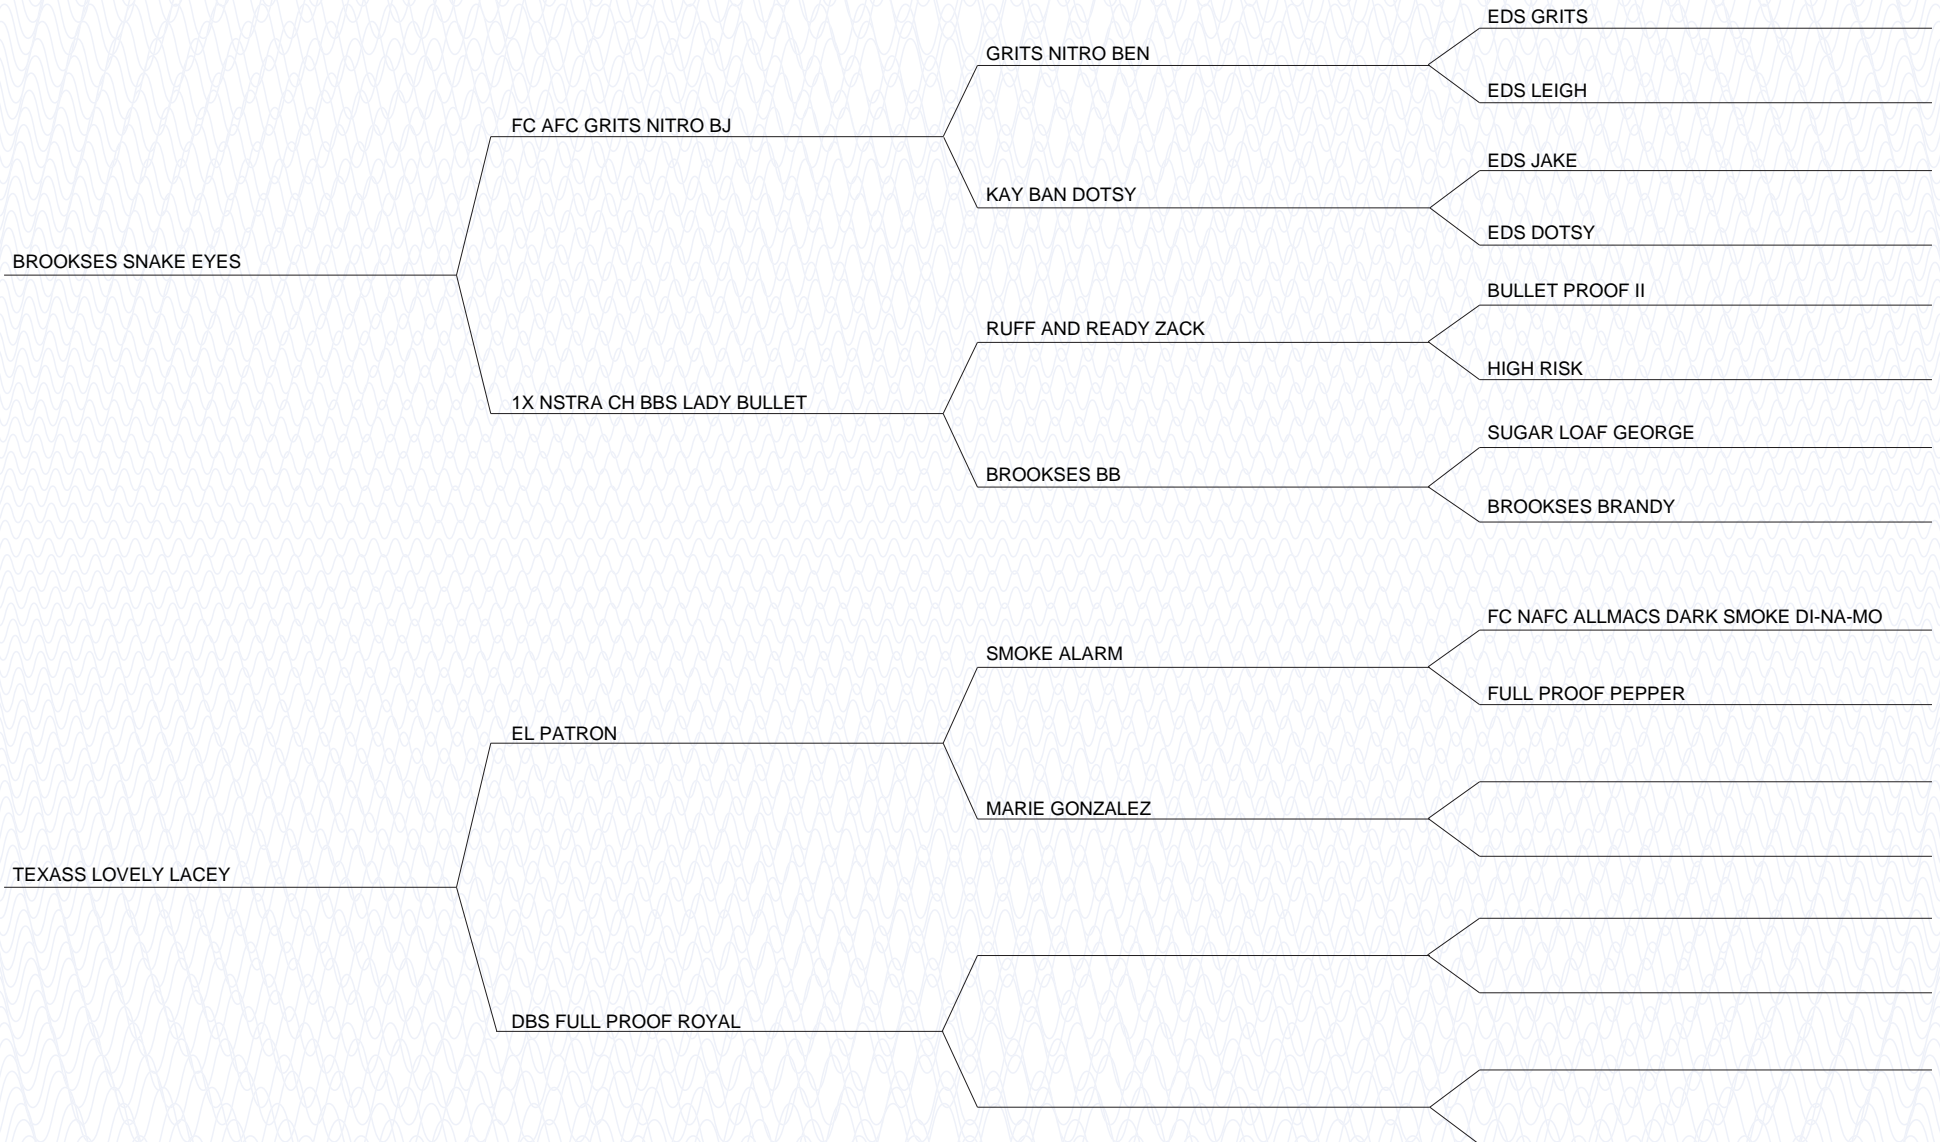 EDS GRITS
GRITS NITRO BEN
EDS LEIGH
FC AFC GRITS NITRO BJ
EDS JAKE
KAY BAN DOTSY
EDS DOTSY
BROOKSES SNAKE EYES
BULLET PROOF II
RUFF AND READY ZACK
HIGH RISK
1X NSTRA CH BBS LADY BULLET
SUGAR LOAF GEORGE
BROOKSES BB
BROOKSES BRANDY
FC NAFC ALLMACS DARK SMOKE DI-NA-MO
SMOKE ALARM
FULL PROOF PEPPER
EL PATRON
MARIE GONZALEZ
TEXASS LOVELY LACEY
DBS FULL PROOF ROYAL